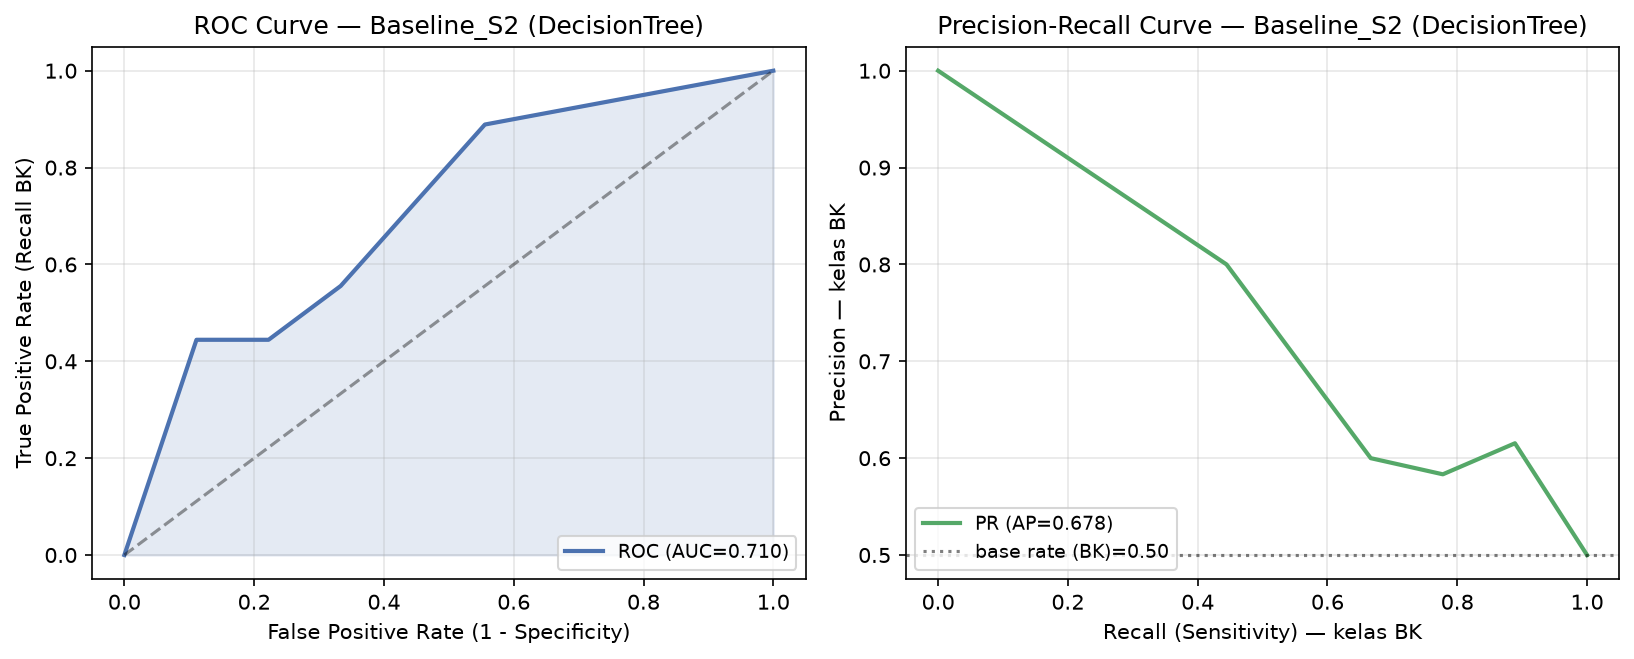 ROC Curve — Baseline_S2 (DecisionTree)
True Positive Rate (Recall BK)
1.0
0.8
0.6
0.4
0.2
0.0
ROC (AUC=0.710)
0.0 0.2 0.4 0.6 0.8 1.0
False Positive Rate (1 - Specificity)
Precision-Recall Curve — Baseline_S2 (DecisionTree)
Precision — kelas BK
1.0
0.9
0.8
0.7
0.6
0.5
PR (AP=0.678)
base rate (BK)=0.50
0.0 0.2 0.4 0.6 0.8 1.0
Recall (Sensitivity) — kelas BK